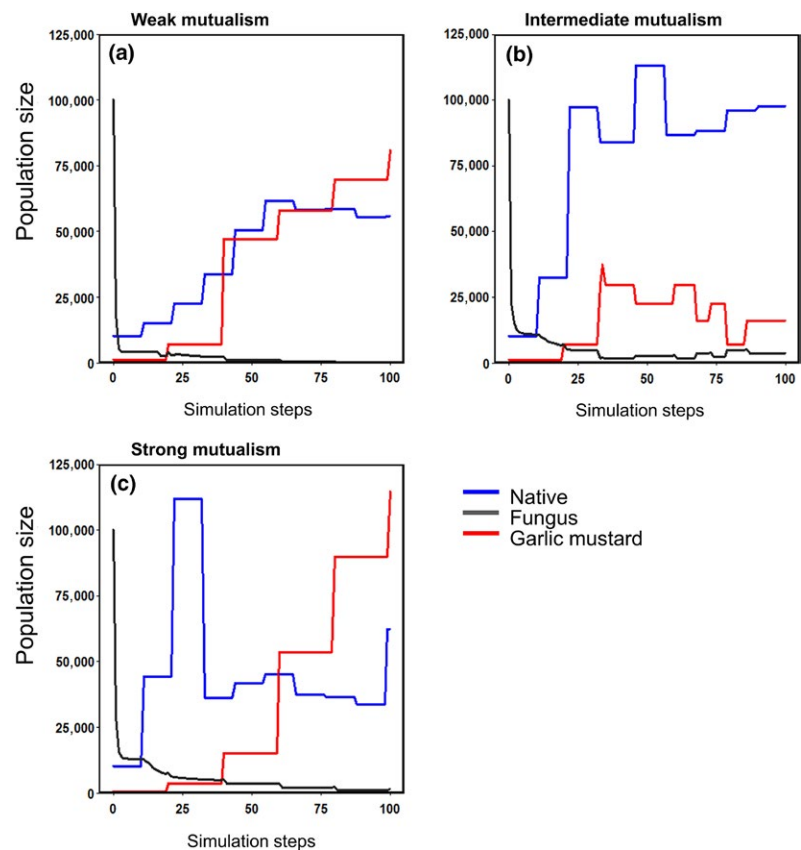 Weak mutualism
(a)
Population size
125,000
100,000
75,000
50,000
25,000
0
0 25 50 75 100
Simulation steps
Intermediate mutualism
(b)
125,000
100,000
75,000
50,000
25,000
0
0 25 50 75 100
Simulation steps
Strong mutualism
(c)
Population size
125,000
100,000
75,000
50,000
25,000
0
0 25 50 75 100
Simulation steps
Native
Fungus
Garlic mustard